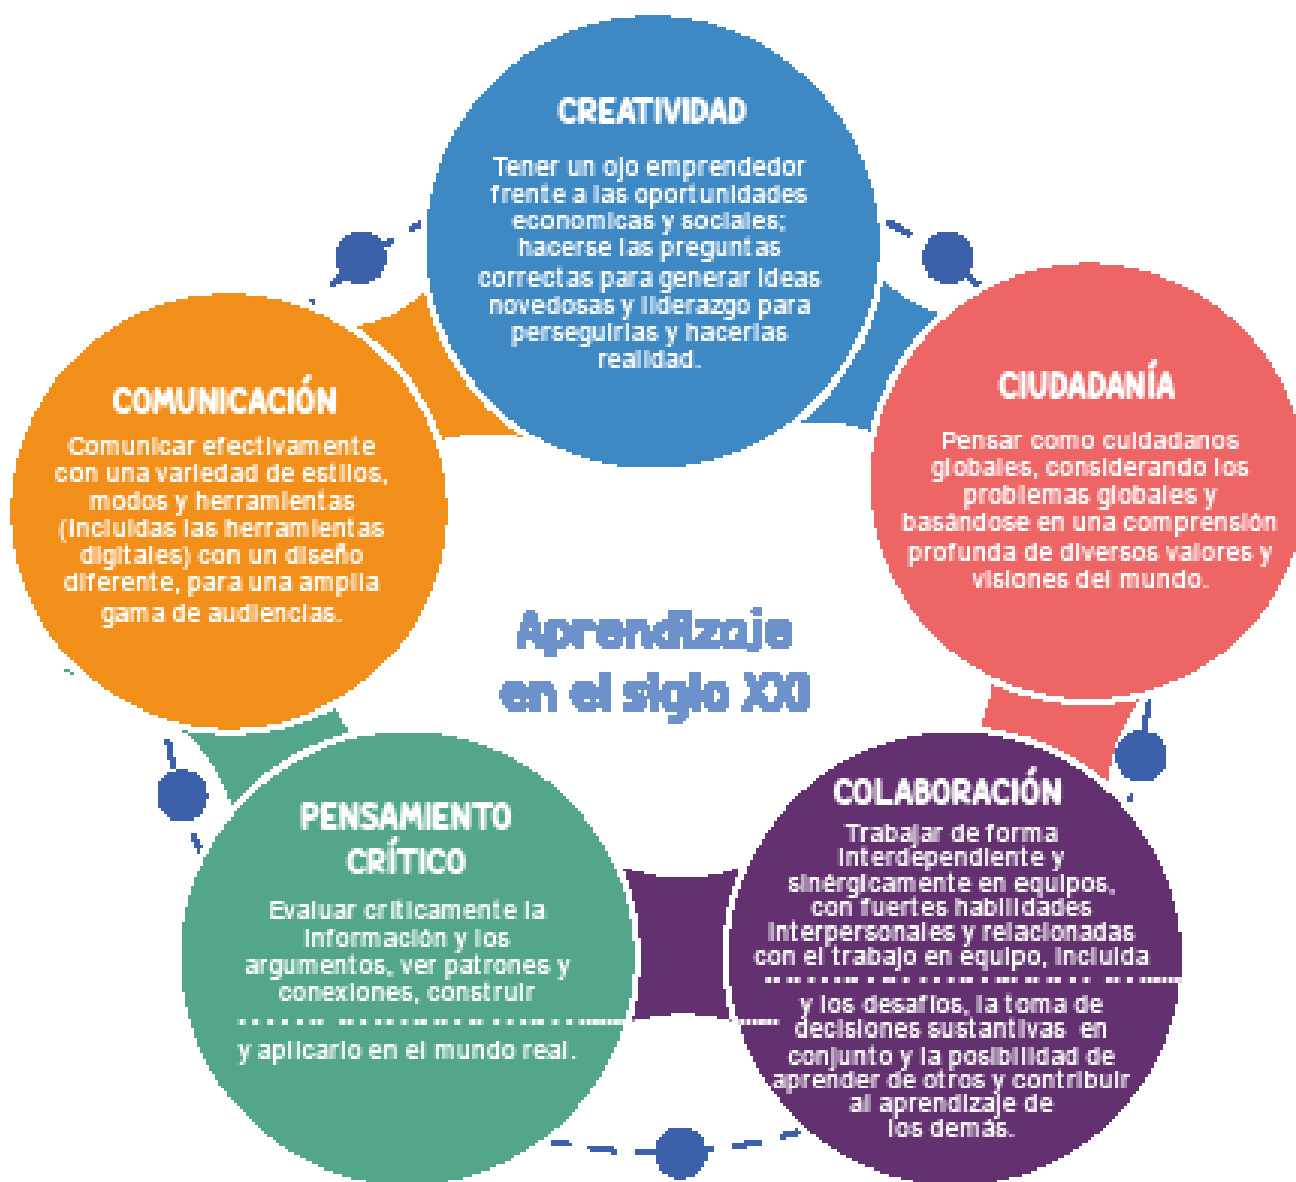 CREATIVIDAD
Tener un ojo emprendedor
frente a las oportunidades
economicas y sociales;
hacerse las preguntas
correctas para generar ideas
novedosas y liderazgo para
perseguirlas y hacerlas
realidad.
COMUNICACIÓN
Comunicar efectivamente
con una variedad de estilos,
modos y herramientas
(incluidas las herramientas
digitales) con un diseño
diferente, para una amplia
gama de audiencias.
CIUDADANÍA
Pensar como cuidadanos
globales, considerando los
problemas globales y
basándose en una comprensión
profunda de diversos valores y
visiones del mundo.
Aprendizaje
en el siglo XXI
PENSAMIENTO
CRÍTICO
Evaluar críticamente la
información y los
argumentos, ver patrones y
conexiones, construir
y aplicarlo en el mundo real.
COLABORACIÓN
Trabajar de forma
interdependiente y
sinérgicamente en equipos,
con fuertes habilidades
interpersonales y relacionadas
con el trabajo en equipo, incluida
y los desafíos, la toma de
decisiones sustantivas en
conjunto y la posibilidad de
aprender de otros y contribuir
al aprendizaje de
los demás.